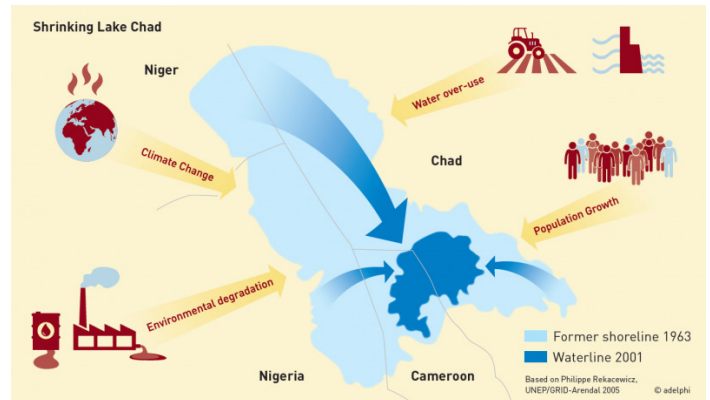 Shrinking Lake Chad
Niger
Water over-use
Climate Change
Chad
Population Growth
Environmental degradation
Former shoreline 1963
Waterline 2001
Nigeria
Cameroon
Based on Philippe Rekacewicz,
UNEP/GRID-Arendal 2005
© adelphi